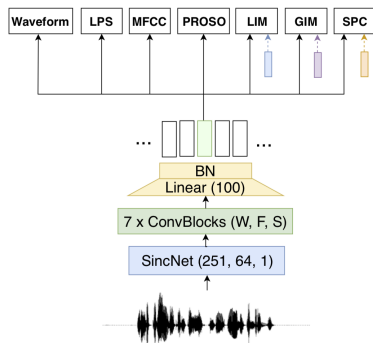 Waveform LPS MFCC PROSO LIM GIM SPC
... ...
BN
Linear (100)
7 x ConvBlocks (W, F, S)
SincNet (251, 64, 1)